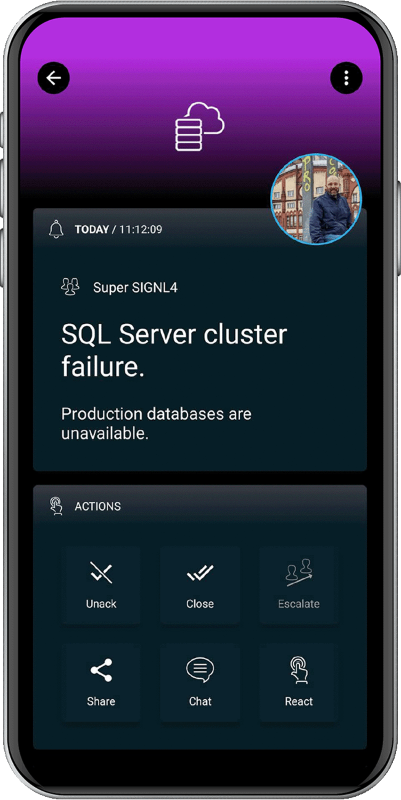 TODAY / 11:12:09
Super SIGNL4
SQL Server cluster
failure.
Production databases are
unavailable.
ACTIONS
Unack
Close
Escalate
Share
Chat
React